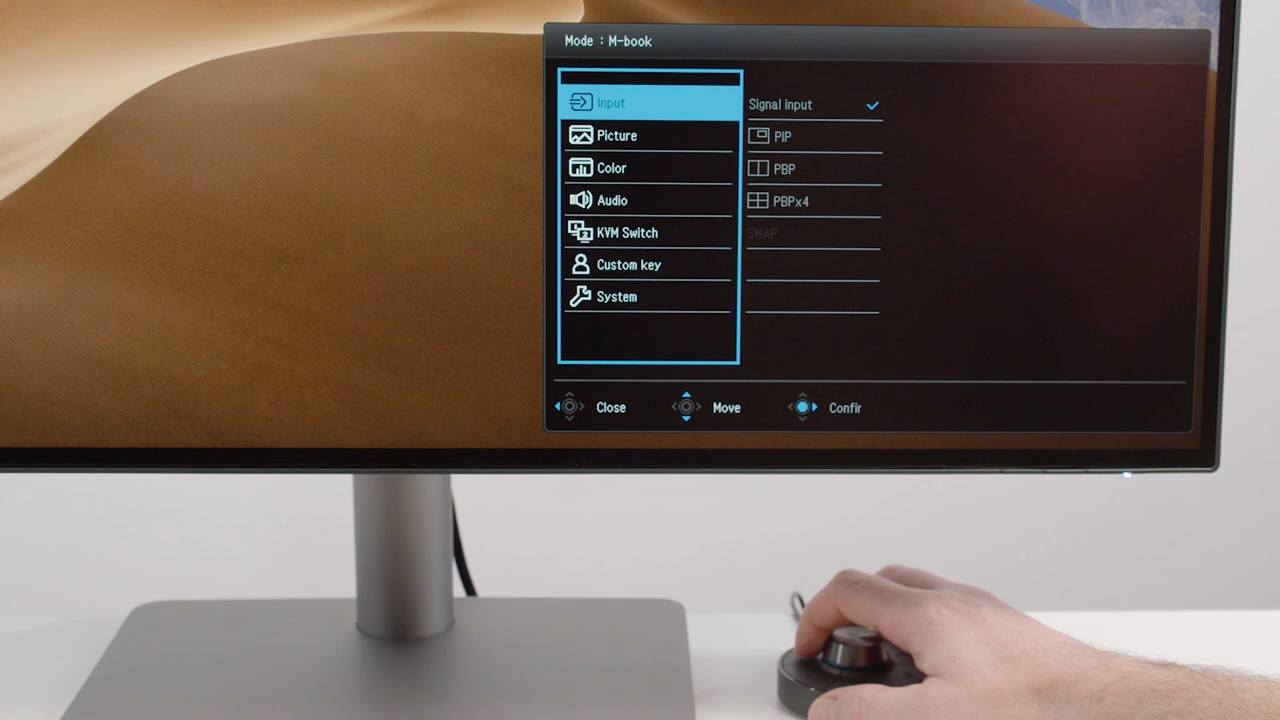 Mode : M-book
Input
Picture
Color
Audio
KVM Switch
Custom key
System
Signal input
PIP
PBP
PBPx4
SWAP
Close
Move
Confir